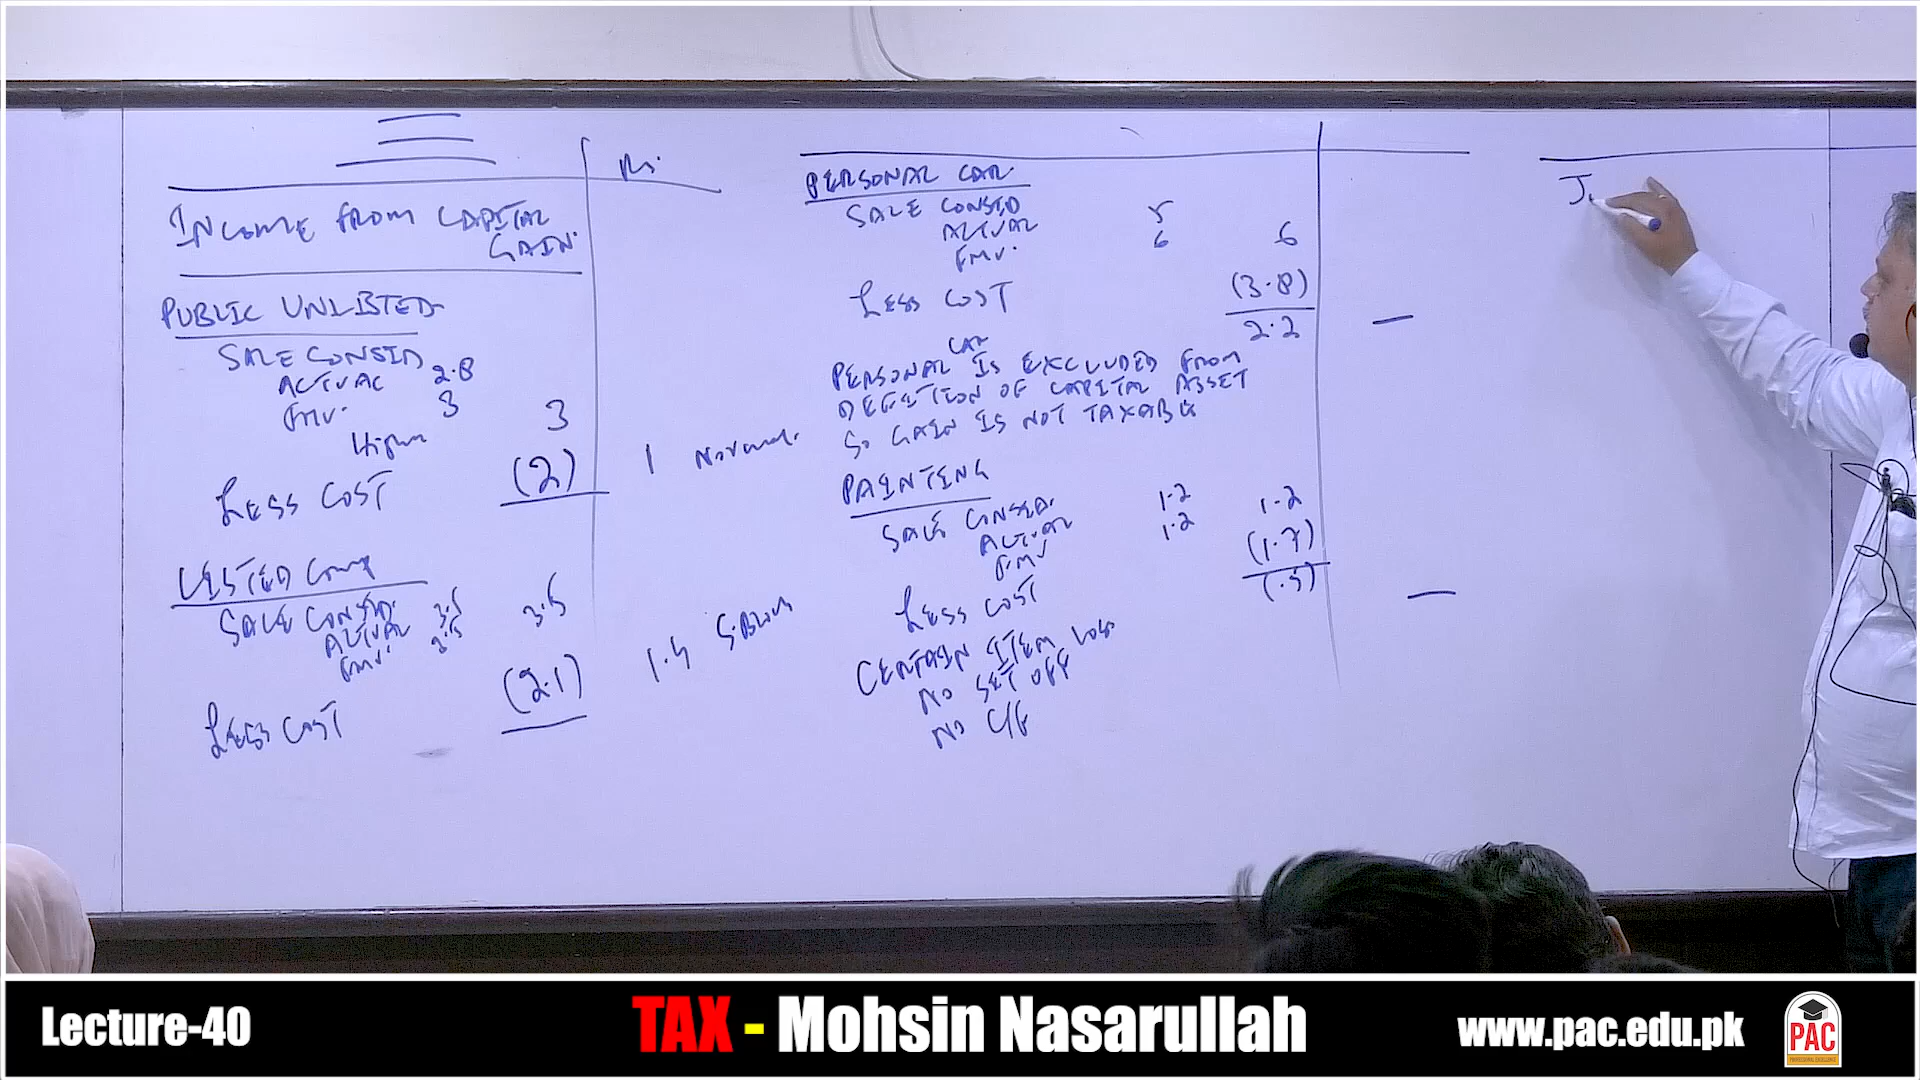 Rs.
INCOME FROM CAPITAL
GAIN.
PUBLIC UNLISTED
SALE CONSID
ACTUAL 2.8
FMV. 3
Higher 3
LESS COST (2) 1 Normal
LISTED Comp
SALE CONSID.
ACTUAL 3.5 3.5
FMV. 3.5
LESS COST (2.1) 1.4 S.Block
PERSONAL CAR.
SALE CONSID
ACTUAL 5
FMV. 6 6
LESS COST (3.8)
2.2 —
PERSONAL CAR IS EXCLUDED FROM
DEFITION OF CAPITAL ASSET
SO GAIN IS NOT TAXABLE
PAINTING
SALE CONSID.
ACTUAL 1.2 1.2
FMV 1.2
LESS COST (1.7)
(.5) —
CERTAIN ITEM LOSS
NO SET OFF
NO C/F
Lecture-40
TAX - Mohsin Nasarullah
www.pac.edu.pk
PAC